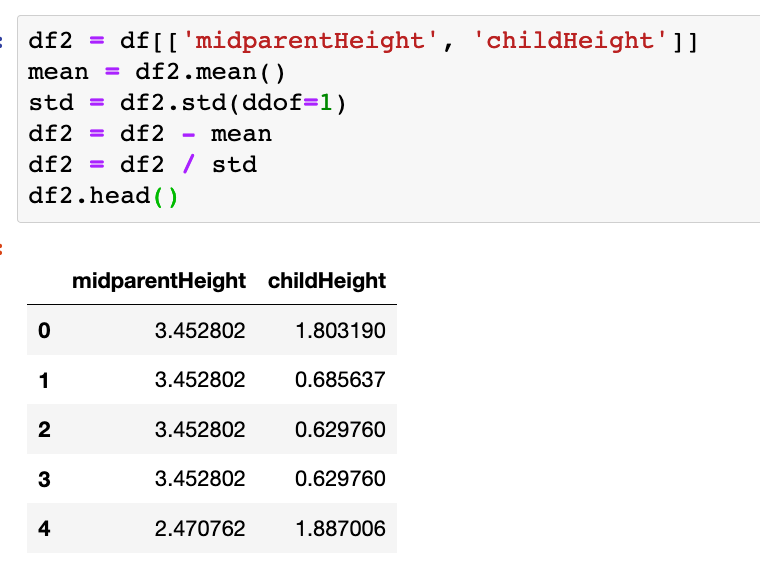 df2 = df[['midparentHeight', 'childHeight']]
mean = df2.mean()
std = df2.std(ddof=1)
df2 = df2 - mean
df2 = df2 / std
df2.head()
midparentHeight childHeight
0 3.452802 1.803190
1 3.452802 0.685637
2 3.452802 0.629760
3 3.452802 0.629760
4 2.470762 1.887006